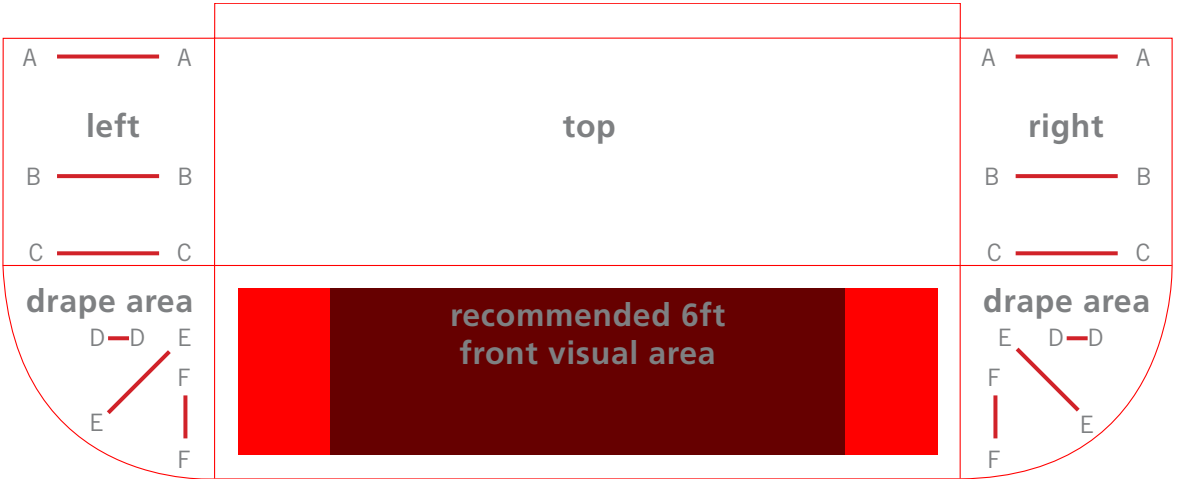 A A A A
left top right
B B B B
C C C C
drape area recommended 6ft drape area
front visual area
D D E E D D
F F
E E
F F